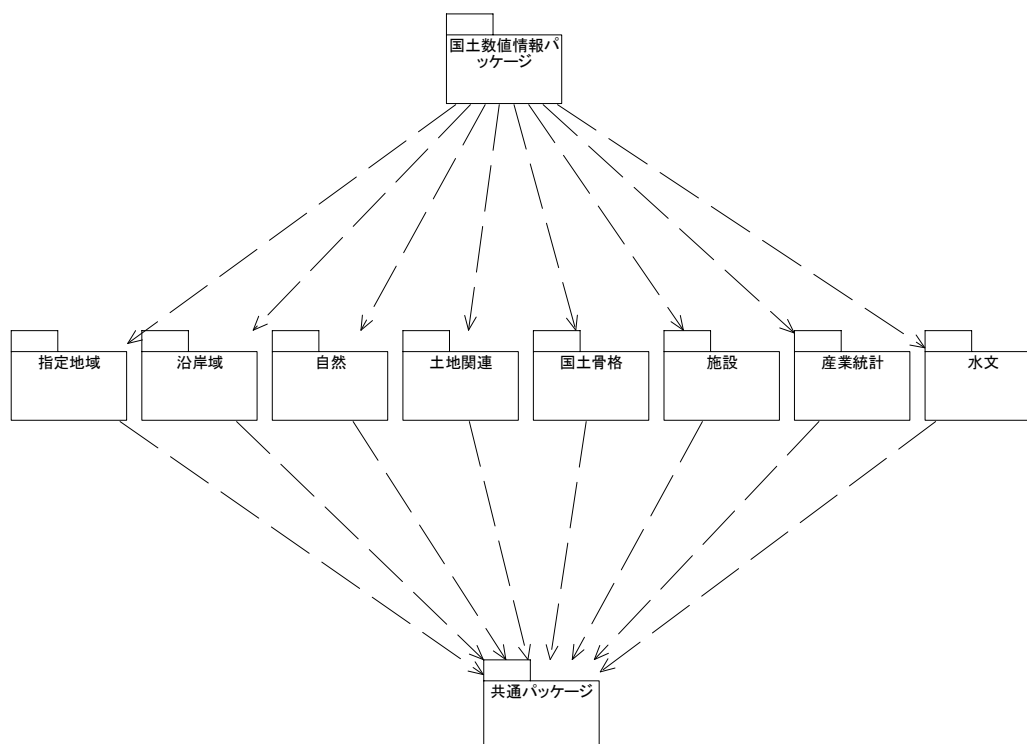 国土数値情報パ
ッケージ
指定地域
沿岸域
自然
土地関連
国土骨格
施設
産業統計
水文
共通パッケージ